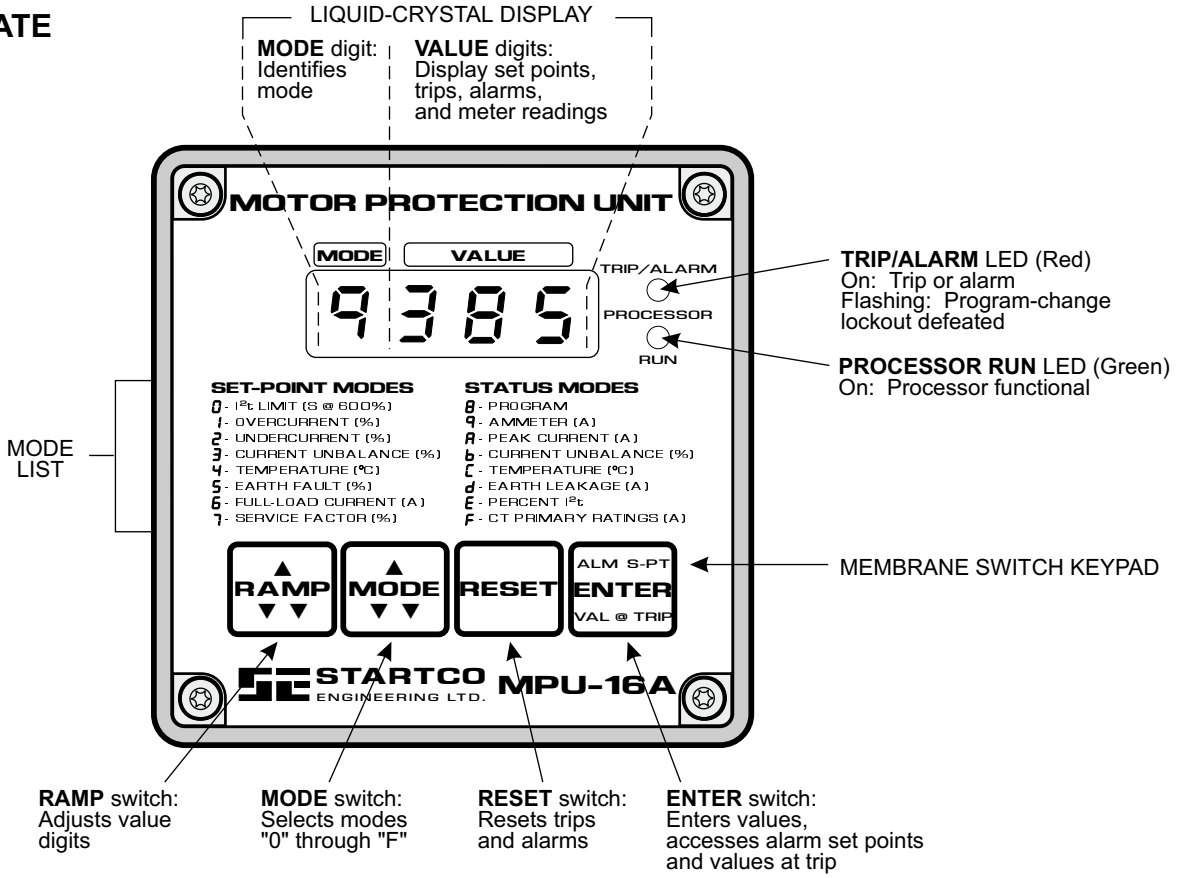 ATE
LIQUID-CRYSTAL DISPLAY
MODE digit:
Identifies
mode
VALUE digits:
Display set points,
trips, alarms,
and meter readings
MOTOR PROTECTION UNIT
MODE
VALUE
9385
TRIP/ALARM
PROCESSOR
RUN
TRIP/ALARM LED (Red)
On: Trip or alarm
Flashing: Program-change
lockout defeated
PROCESSOR RUN LED (Green)
On: Processor functional
MODE
LIST
SET-POINT MODES
0 - I²t LIMIT (S @ 600%)
1 - OVERCURRENT (%)
2 - UNDERCURRENT (%)
3 - CURRENT UNBALANCE (%)
4 - TEMPERATURE (ºC)
5 - EARTH FAULT (%)
6 - FULL-LOAD CURRENT (A)
7 - SERVICE FACTOR (%)
STATUS MODES
8 - PROGRAM
9 - AMMETER (A)
A - PEAK CURRENT (A)
b - CURRENT UNBALANCE (%)
C - TEMPERATURE (ºC)
d - EARTH LEAKAGE (A)
E - PERCENT I²t
F - CT PRIMARY RATINGS (A)
RAMP
MODE
RESET
ALM S-PT
ENTER
VAL @ TRIP
MEMBRANE SWITCH KEYPAD
SE STARTCO
ENGINEERING LTD.
MPU-16A
RAMP switch:
Adjusts value
digits
MODE switch:
Selects modes
"0" through "F"
RESET switch:
Resets trips
and alarms
ENTER switch:
Enters values,
accesses alarm set points
and values at trip